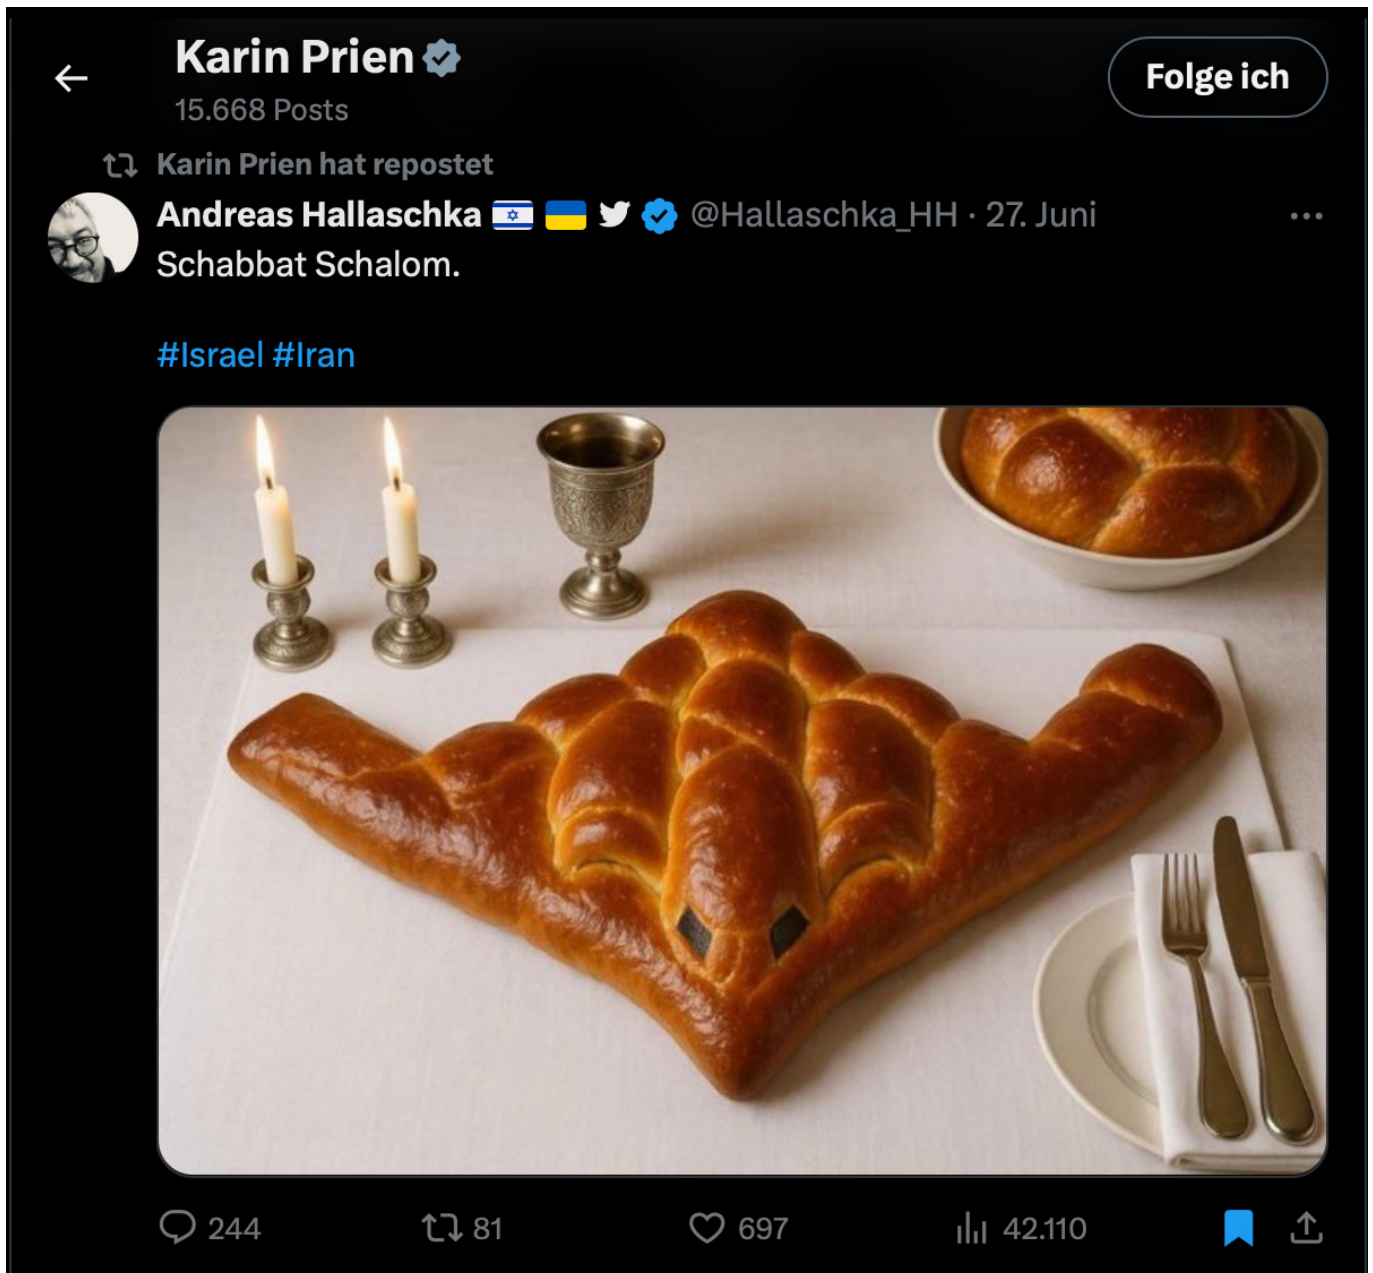 Karin Prien
Folge ich
15.668 Posts
Karin Prien hat repostet
Andreas Hallaschka @Hallaschka_HH · 27. Juni
Schabbat Schalom.
#Israel #Iran
244 81 697 42.110